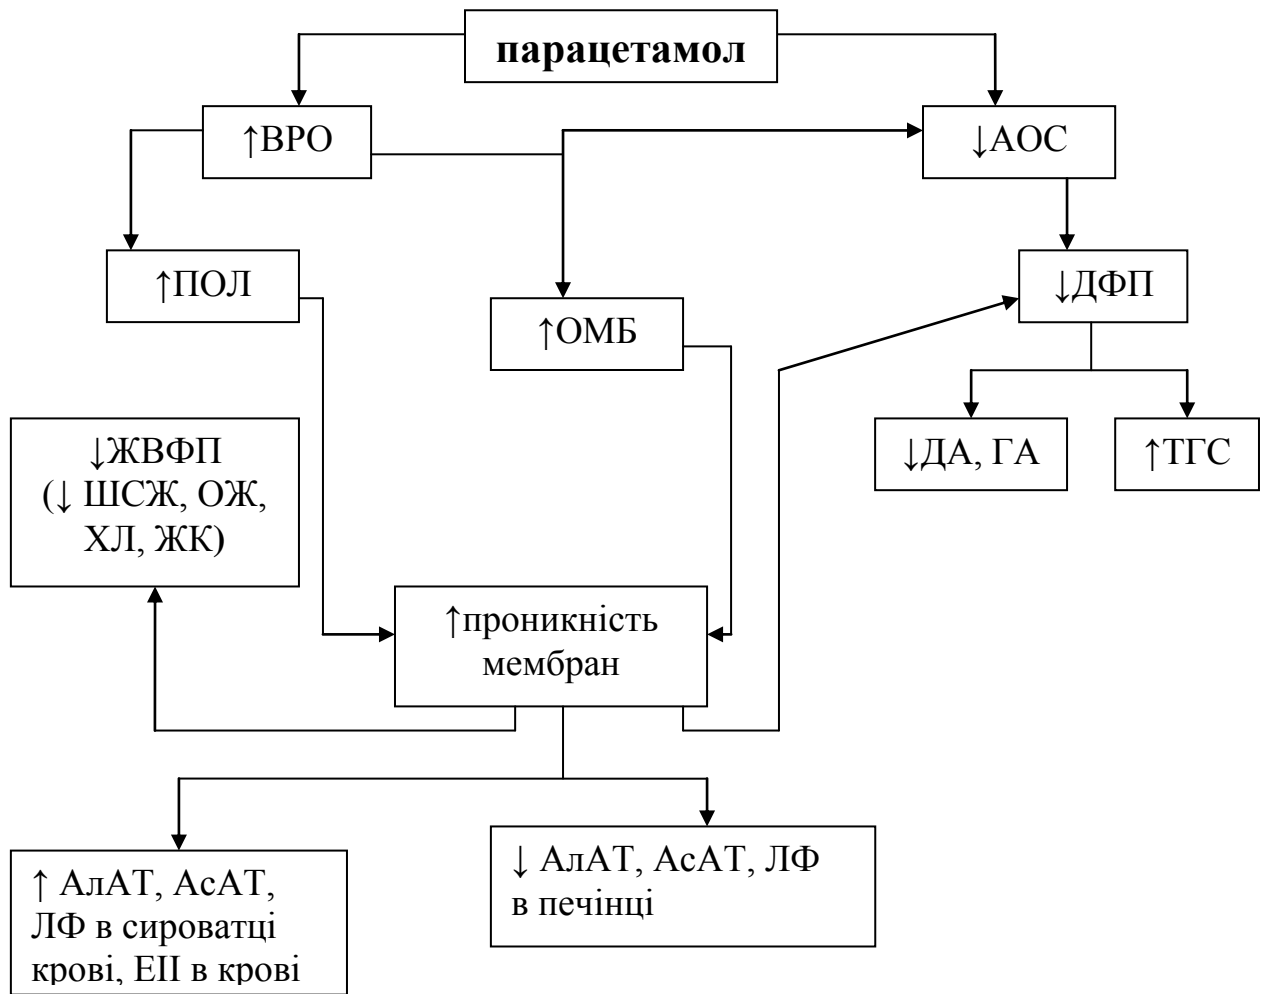 парацетамол
↑ВРО
↓АОС
↑ПОЛ
↑ОМБ
↓ДФП
↓ЖВФП
(↓ ШСЖ, ОЖ,
ХЛ, ЖК)
↓ДА, ГА
↑ТГС
↑проникність
мембран
↑ АлАТ, АсАТ,
ЛФ в сироватці
крові, ЕІІ в крові
↓ АлАТ, АсАТ, ЛФ
в печінці